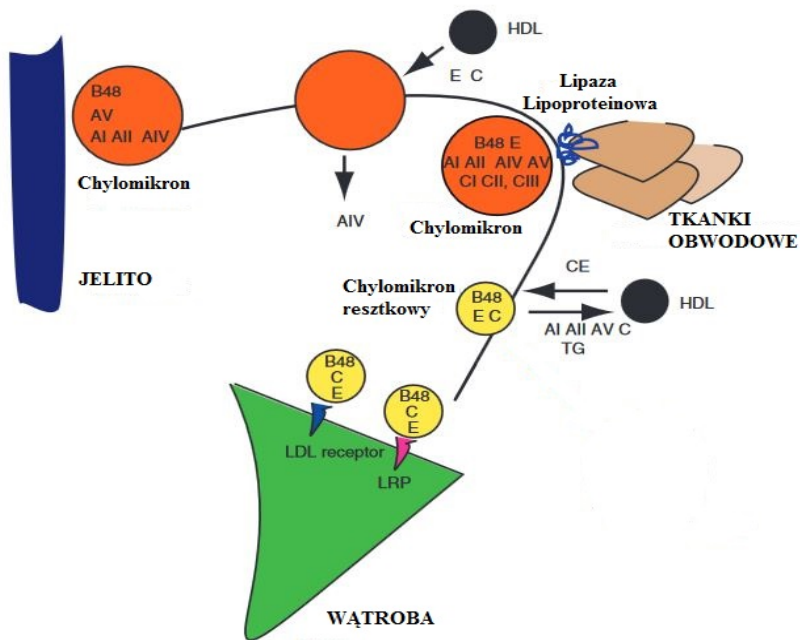 HDL
E C
Lipaza
Lipoproteinowa
B48
AV
AI AII AIV
Chylomikron
B48 E
AI AII AIV AV
CI CII, CIII
Chylomikron
AIV
TKANKI
OBWODOWE
JELITO
CE
Chylomikron
resztkowy
B48
E C
HDL
AI AII AV C
TG
B48
C
E
B48
C
E
LDL receptor
LRP
WĄTROBA